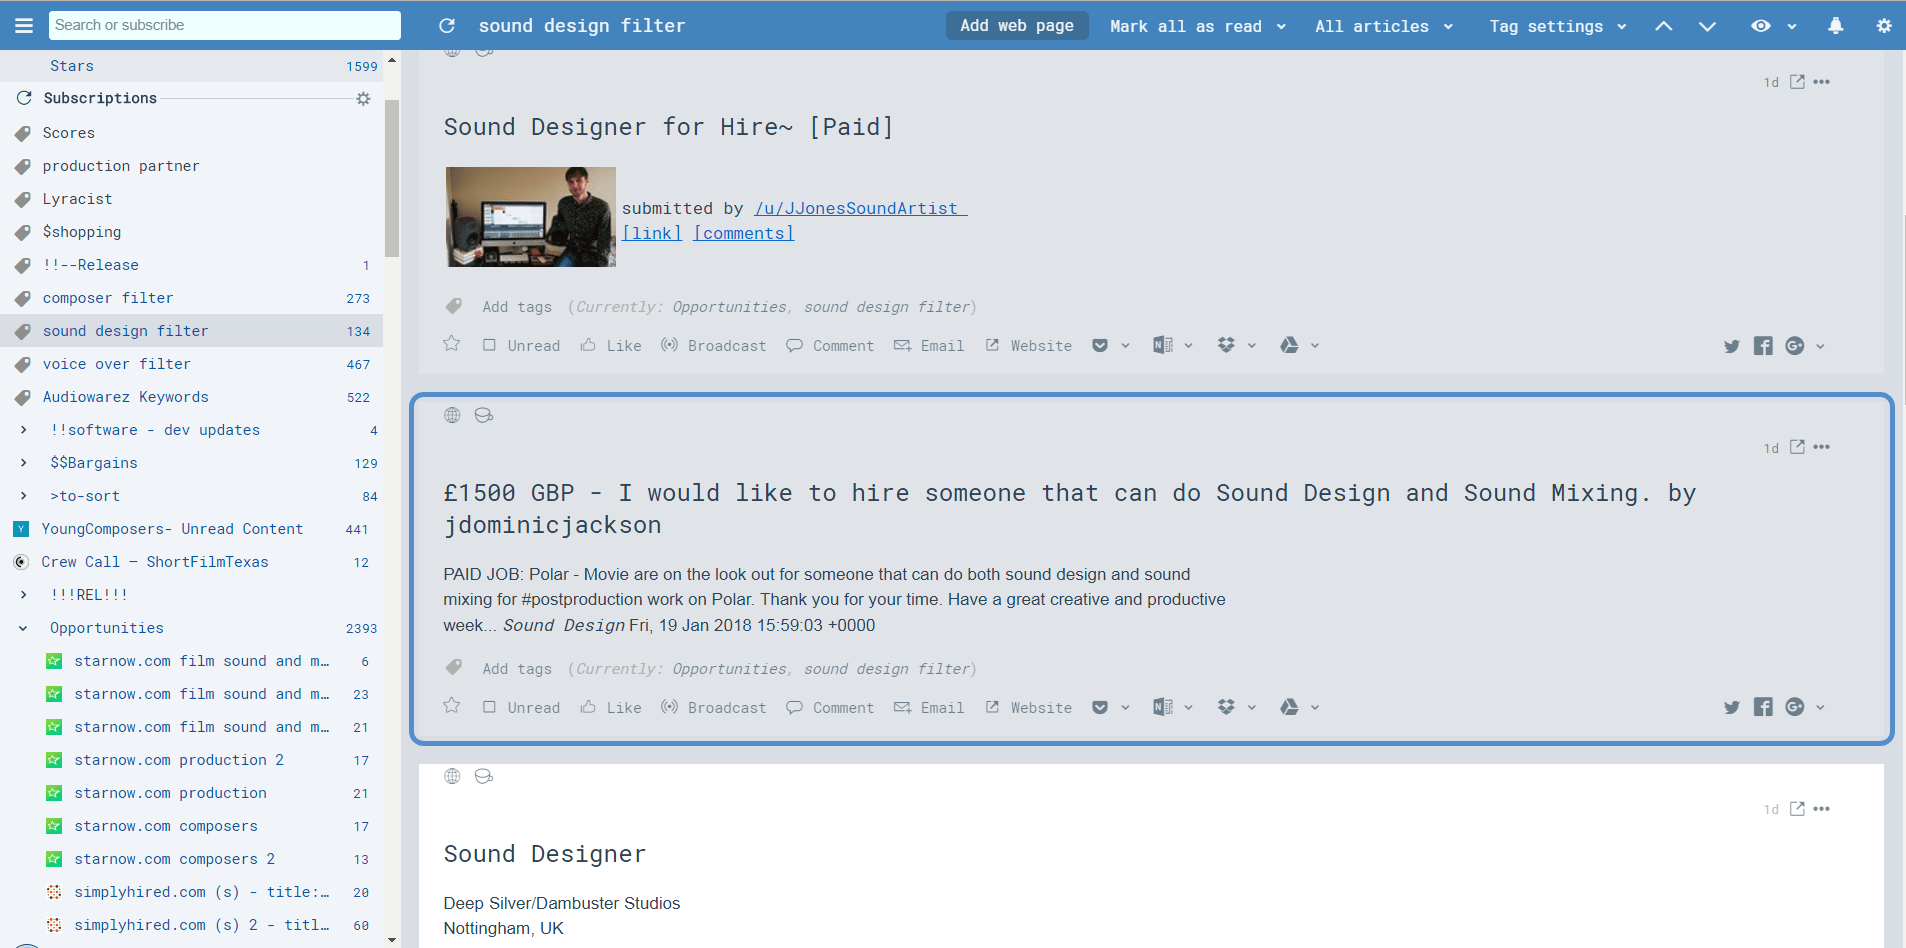 Search or subscribe
sound design filter
Add web page
Mark all as read
All articles
Tag settings
Stars 1599
Subscriptions
Scores
production partner
Lyracist
$shopping
!!--Release 1
composer filter 273
sound design filter 134
voice over filter 467
Audiowarez Keywords 522
!!software - dev updates 4
$$Bargains 129
>to-sort 84
Y YoungComposers- Unread Content 441
Crew Call – ShortFilmTexas 12
!!!REL!!!
Opportunities 2393
starnow.com film sound and m… 6
starnow.com film sound and m… 23
starnow.com film sound and m… 21
starnow.com production 2 17
starnow.com production 21
starnow.com composers 17
starnow.com composers 2 13
simplyhired.com (s) - title:… 20
simplyhired.com (s) 2 - titl… 60
1d
Sound Designer for Hire~ [Paid]
submitted by /u/JJonesSoundArtist
[link] [comments]
Add tags (Currently: Opportunities, sound design filter)
Unread Like Broadcast Comment Email Website
1d
£1500 GBP - I would like to hire someone that can do Sound Design and Sound Mixing. by
jdominicjackson
PAID JOB: Polar - Movie are on the look out for someone that can do both sound design and sound
mixing for #postproduction work on Polar. Thank you for your time. Have a great creative and productive
week... Sound Design Fri, 19 Jan 2018 15:59:03 +0000
Add tags (Currently: Opportunities, sound design filter)
Unread Like Broadcast Comment Email Website
1d
Sound Designer
Deep Silver/Dambuster Studios
Nottingham, UK